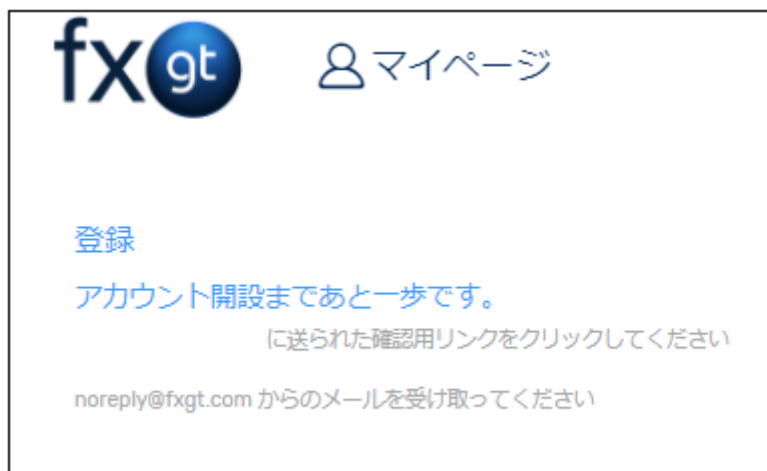 fxgt
マイページ
登録
アカウント開設まであと一歩です。
に送られた確認用リンクをクリックしてください
noreply@fxgt.com からのメールを受け取ってください